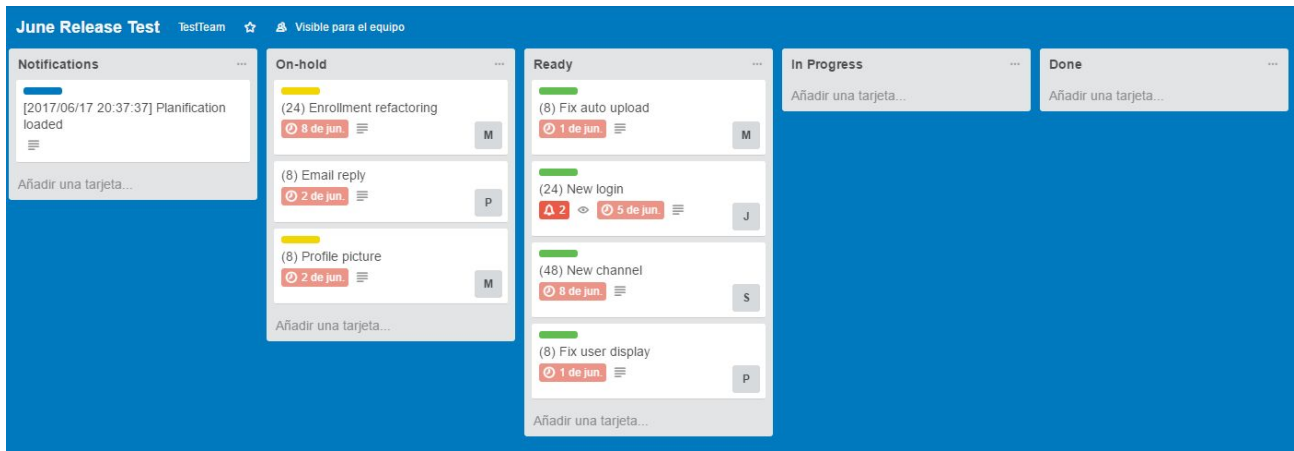 June Release Test TestTeam Visible para el equipo
Notifications
[2017/06/17 20:37:37] Planification
loaded
Añadir una tarjeta...
On-hold
(24) Enrollment refactoring
8 de jun.
M
(8) Email reply
2 de jun.
P
(8) Profile picture
2 de jun.
M
Añadir una tarjeta...
Ready
(8) Fix auto upload
1 de jun.
M
(24) New login
2 5 de jun.
J
(48) New channel
8 de jun.
S
(8) Fix user display
1 de jun.
P
Añadir una tarjeta...
In Progress
Añadir una tarjeta...
Done
Añadir una tarjeta...